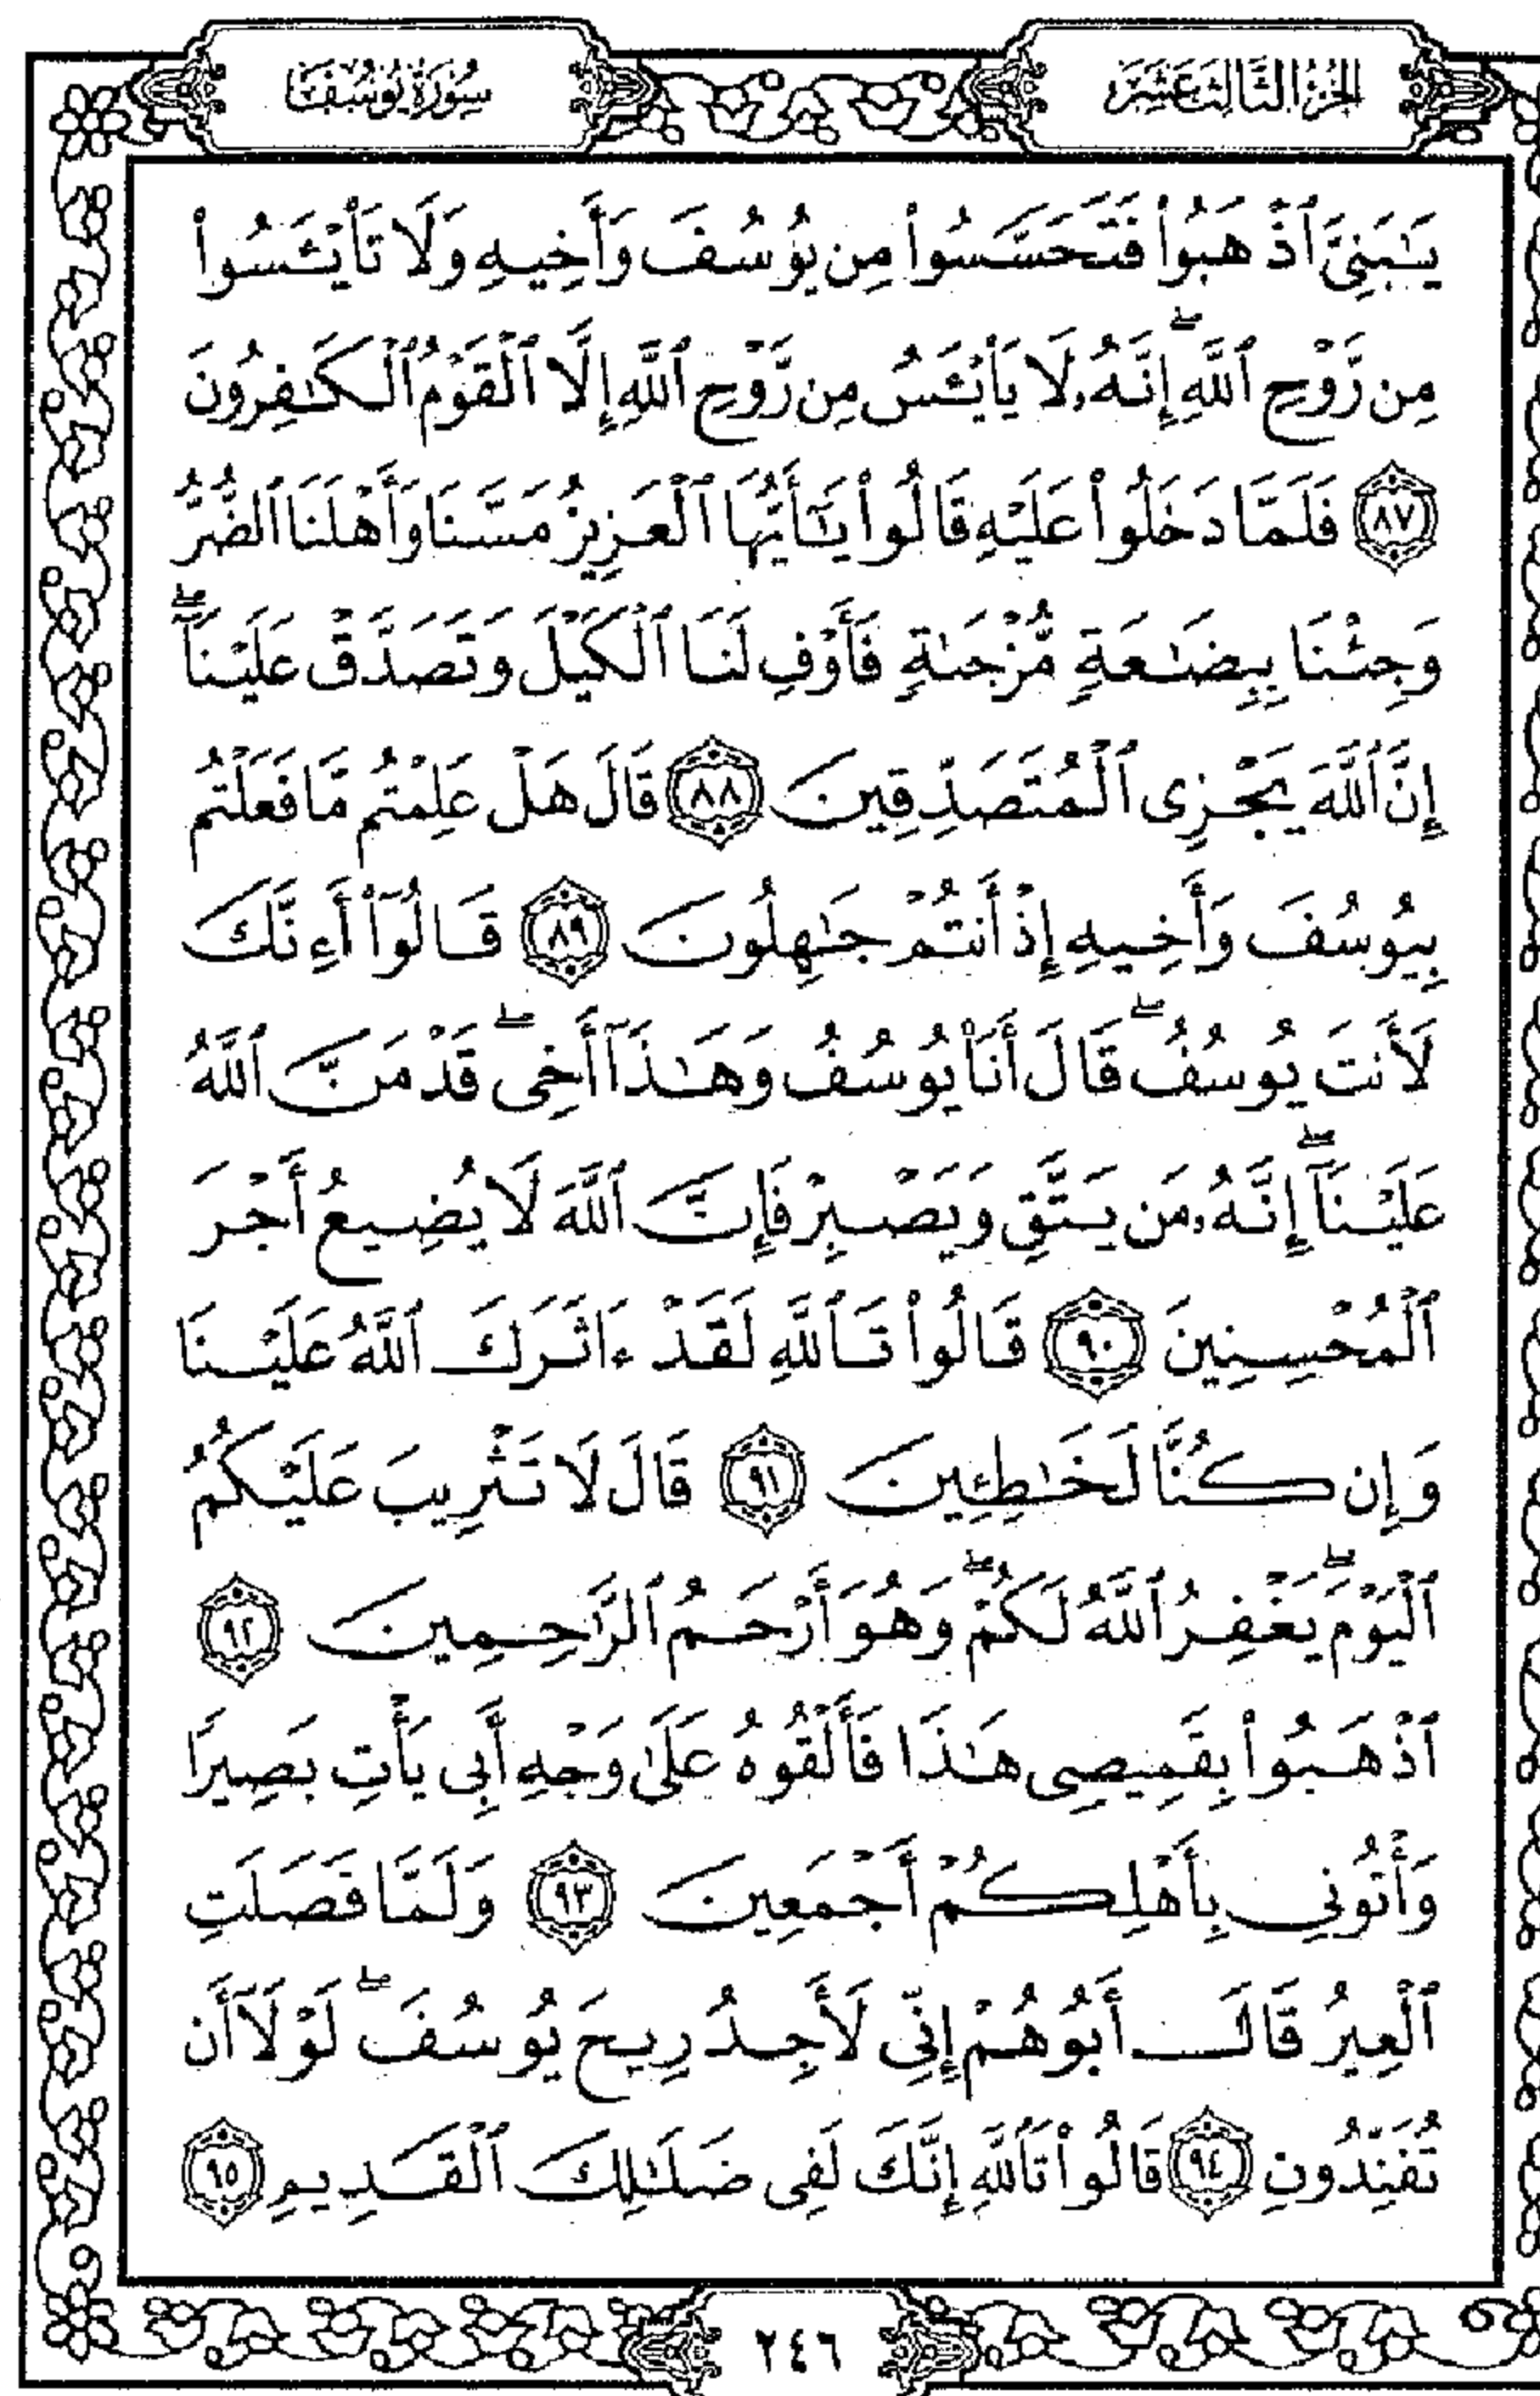 الجزء الثالث عشر
سورة يوسف
يَـٰبَنِىَّ ٱذْهَبُوا۟ فَتَحَسَّسُوا۟ مِن يُوسُفَ وَأَخِيهِ وَلَا تَا۟يْـَٔسُوا۟
مِن رَّوْحِ ٱللَّهِ ۖ إِنَّهُۥ لَا يَا۟يْـَٔسُ مِن رَّوْحِ ٱللَّهِ إِلَّا ٱلْقَوْمُ ٱلْكَـٰفِرُونَ
٨٧ فَلَمَّا دَخَلُوا۟ عَلَيْهِ قَالُوا۟ يَـٰٓأَيُّهَا ٱلْعَزِيزُ مَسَّنَا وَأَهْلَنَا ٱلضُّرُّ
وَجِئْنَا بِبِضَـٰعَةٍ مُّزْجَىٰةٍ فَأَوْفِ لَنَا ٱلْكَيْلَ وَتَصَدَّقْ عَلَيْنَآ ۖ
إِنَّ ٱللَّهَ يَجْزِى ٱلْمُتَصَدِّقِينَ ٨٨ قَالَ هَلْ عَلِمْتُم مَّا فَعَلْتُم
بِيُوسُفَ وَأَخِيهِ إِذْ أَنتُمْ جَـٰهِلُونَ ٨٩ قَالُوٓا۟ أَءِنَّكَ
لَأَنتَ يُوسُفُ ۖ قَالَ أَنَا۠ يُوسُفُ وَهَـٰذَآ أَخِى ۖ قَدْ مَنَّ ٱللَّهُ
عَلَيْنَآ ۖ إِنَّهُۥ مَن يَتَّقِ وَيَصْبِرْ فَإِنَّ ٱللَّهَ لَا يُضِيعُ أَجْرَ
ٱلْمُحْسِنِينَ ٩٠ قَالُوا۟ تَٱللَّهِ لَقَدْ ءَاثَرَكَ ٱللَّهُ عَلَيْنَا
وَإِن كُنَّا لَخَـٰطِـِٔينَ ٩١ قَالَ لَا تَثْرِيبَ عَلَيْكُمُ
ٱلْيَوْمَ ۖ يَغْفِرُ ٱللَّهُ لَكُمْ ۖ وَهُوَ أَرْحَمُ ٱلرَّٰحِمِينَ ٩٢
ٱذْهَبُوا۟ بِقَمِيصِى هَـٰذَا فَأَلْقُوهُ عَلَىٰ وَجْهِ أَبِى يَأْتِ بَصِيرًا
وَأْتُونِى بِأَهْلِكُمْ أَجْمَعِينَ ٩٣ وَلَمَّا فَصَلَتِ
ٱلْعِيرُ قَالَ أَبُوهُمْ إِنِّى لَأَجِدُ رِيحَ يُوسُفَ ۖ لَوْلَآ أَن
تُفَنِّدُونِ ٩٤ قَالُوا۟ تَٱللَّهِ إِنَّكَ لَفِى ضَلَـٰلِكَ ٱلْقَدِيمِ ٩٥
٢٤٦